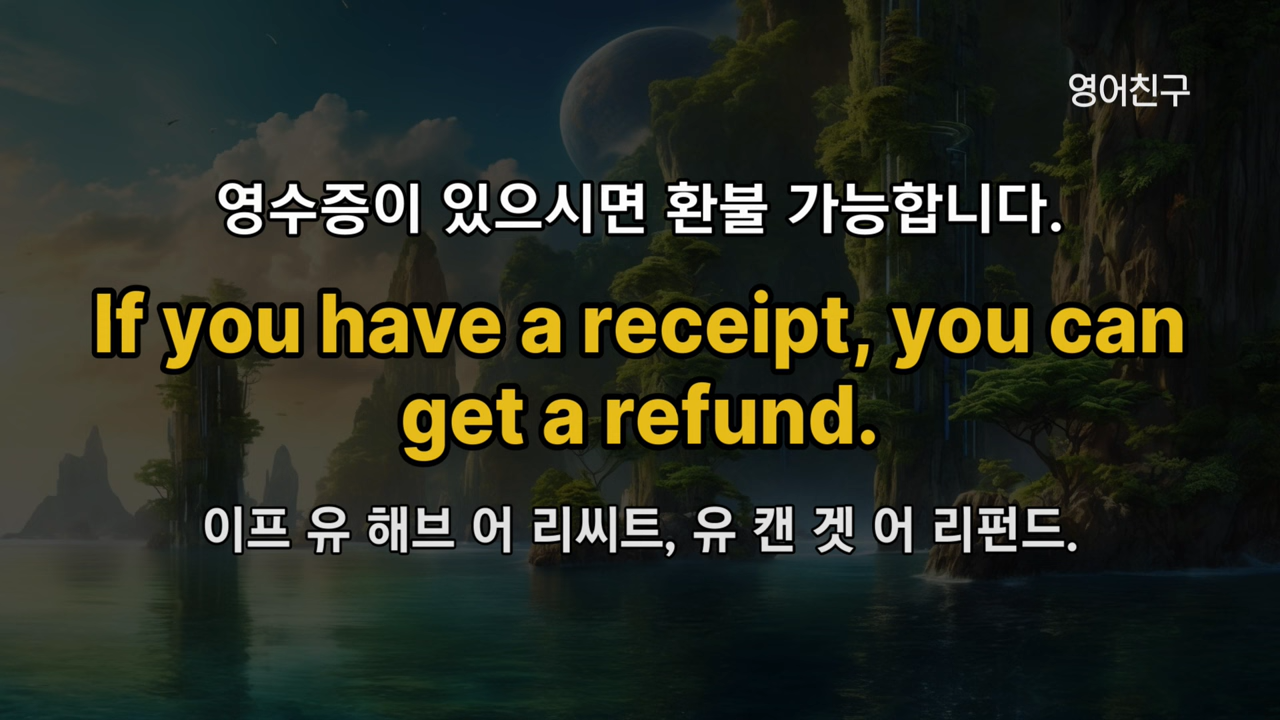 영어친구
영수증이 있으시면 환불 가능합니다.
If you have a receipt, you can
get a refund.
이프 유 해브 어 리씨트, 유 캔 겟 어 리펀드.